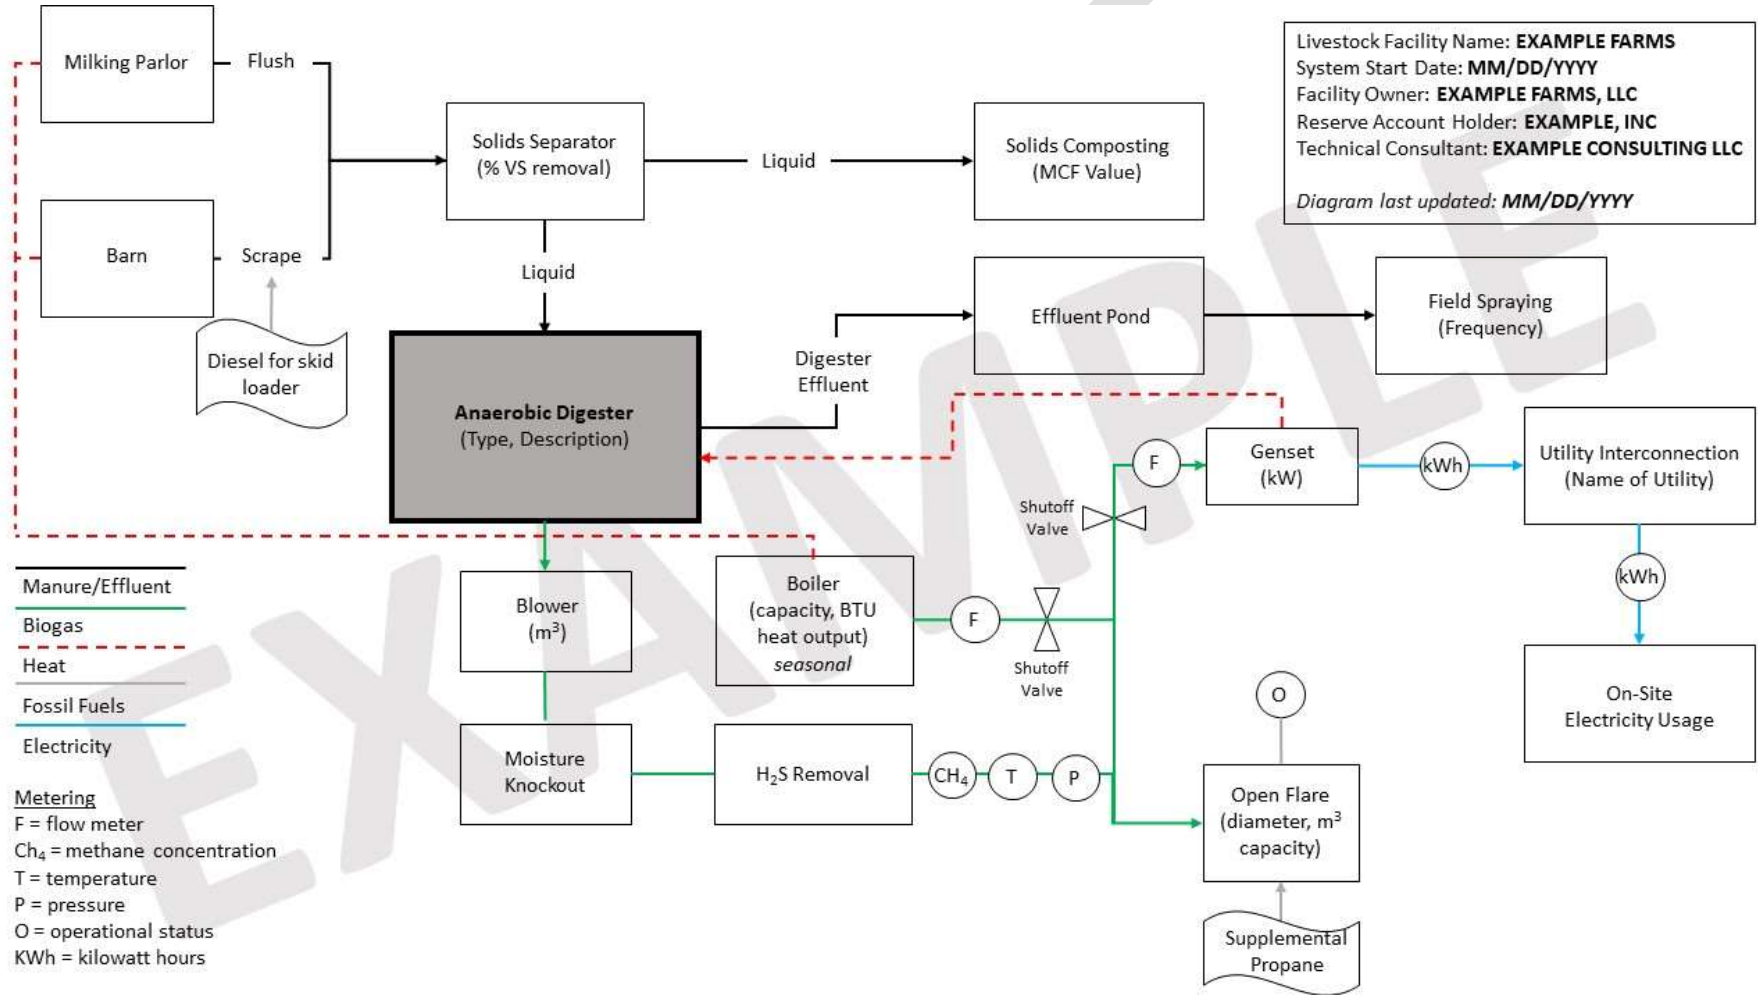 Milking Parlor
Flush
Barn
Scrape
Diesel for skid
loader
Solids Separator
(% VS removal)
Liquid
Solids Composting
(MCF Value)
Liquid
Livestock Facility Name: EXAMPLE FARMS
System Start Date: MM/DD/YYYY
Facility Owner: EXAMPLE FARMS, LLC
Reserve Account Holder: EXAMPLE, INC
Technical Consultant: EXAMPLE CONSULTING LLC
Diagram last updated: MM/DD/YYYY
Anaerobic Digester
(Type, Description)
Digester
Effluent
Effluent Pond
Field Spraying
(Frequency)
F
Genset
(kW)
kWh
Utility Interconnection
(Name of Utility)
kWh
On-Site
Electricity Usage
Shutoff
Valve
Blower
(m³)
Boiler
(capacity, BTU
heat output)
seasonal
F
Shutoff
Valve
Moisture
Knockout
H₂S Removal
CH₄
T
P
O
Open Flare
(diameter, m³
capacity)
Supplemental
Propane
Manure/Effluent
Biogas
Heat
Fossil Fuels
Electricity
Metering
F = flow meter
Ch₄ = methane concentration
T = temperature
P = pressure
O = operational status
KWh = kilowatt hours
EXAMPLE